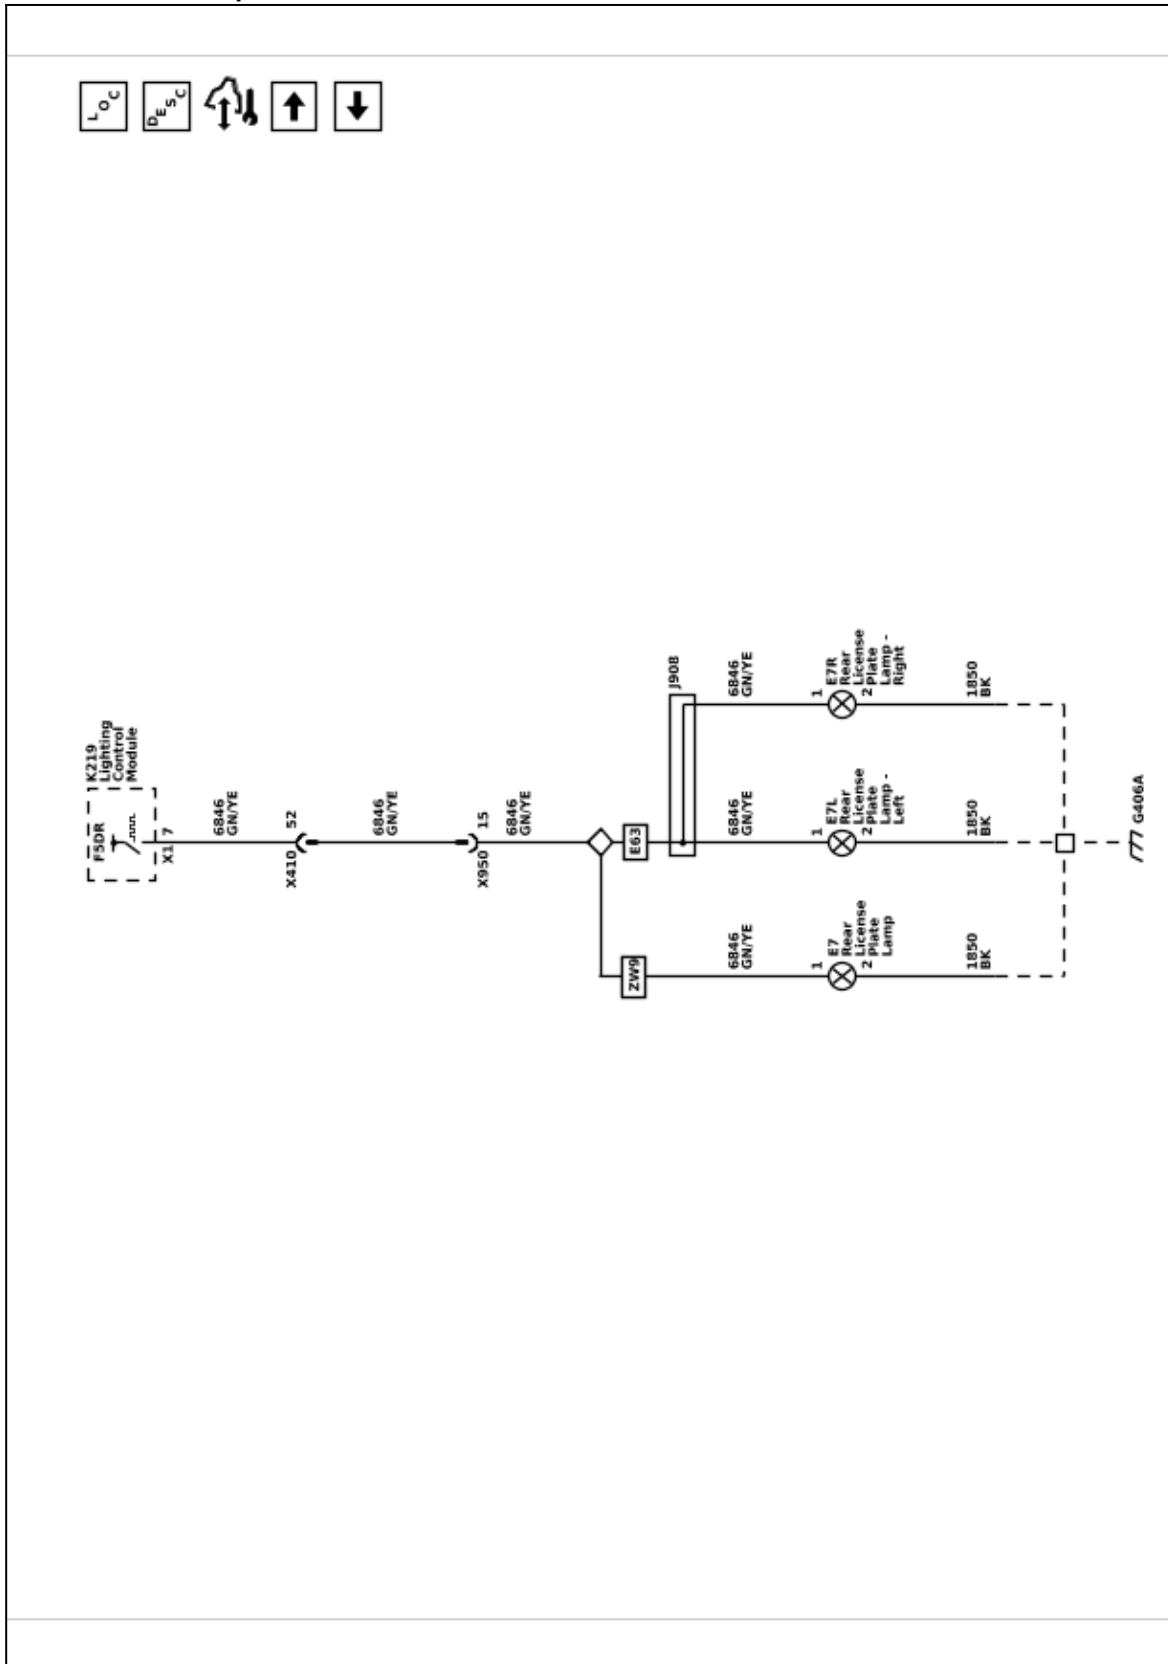 LOC
DESC
K219
Lighting
Control
Module
F5DR
X1 7
6846
GN/YE
52
X410
6846
GN/YE
15
X950
6846
GN/YE
E63
ZW9
J908
6846
GN/YE
1
E7R
Rear
License
Plate
Lamp -
Right
2
1850
BK
6846
GN/YE
1
E7L
Rear
License
Plate
Lamp -
Left
2
1850
BK
6846
GN/YE
1
E7
Rear
License
Plate
Lamp
2
1850
BK
G406A